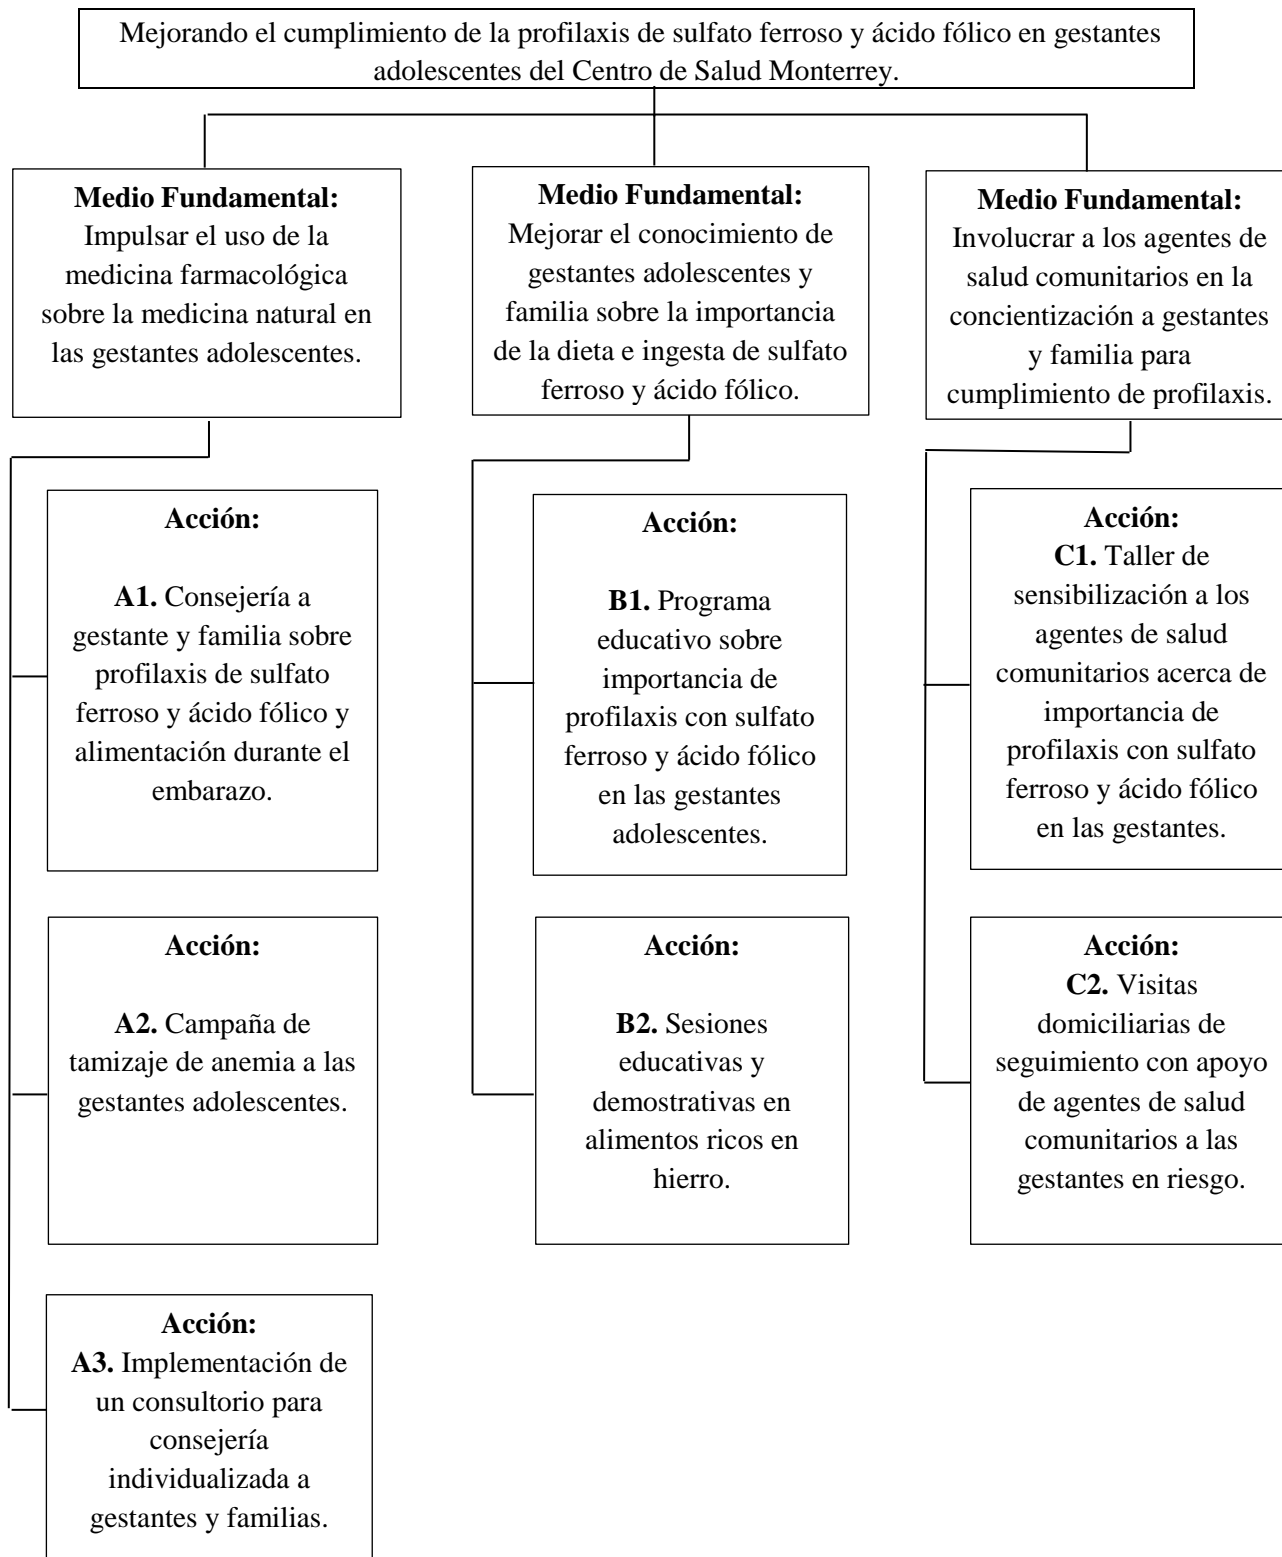 Mejorando el cumplimiento de la profilaxis de sulfato ferroso y ácido fólico en gestantes
adolescentes del Centro de Salud Monterrey.
Medio Fundamental:
Impulsar el uso de la
medicina farmacológica
sobre la medicina natural en
las gestantes adolescentes.
Medio Fundamental:
Mejorar el conocimiento de
gestantes adolescentes y
familia sobre la importancia
de la dieta e ingesta de sulfato
ferroso y ácido fólico.
Medio Fundamental:
Involucrar a los agentes de
salud comunitarios en la
concientización a gestantes
y familia para
cumplimiento de profilaxis.
Acción:
A1. Consejería a
gestante y familia sobre
profilaxis de sulfato
ferroso y ácido fólico y
alimentación durante el
embarazo.
Acción:
B1. Programa
educativo sobre
importancia de
profilaxis con sulfato
ferroso y ácido fólico
en las gestantes
adolescentes.
Acción:
C1. Taller de
sensibilización a los
agentes de salud
comunitarios acerca de
importancia de
profilaxis con sulfato
ferroso y ácido fólico
en las gestantes.
Acción:
A2. Campaña de
tamizaje de anemia a las
gestantes adolescentes.
Acción:
B2. Sesiones
educativas y
demostrativas en
alimentos ricos en
hierro.
Acción:
C2. Visitas
domiciliarias de
seguimiento con apoyo
de agentes de salud
comunitarios a las
gestantes en riesgo.
Acción:
A3. Implementación de
un consultorio para
consejería
individualizada a
gestantes y familias.